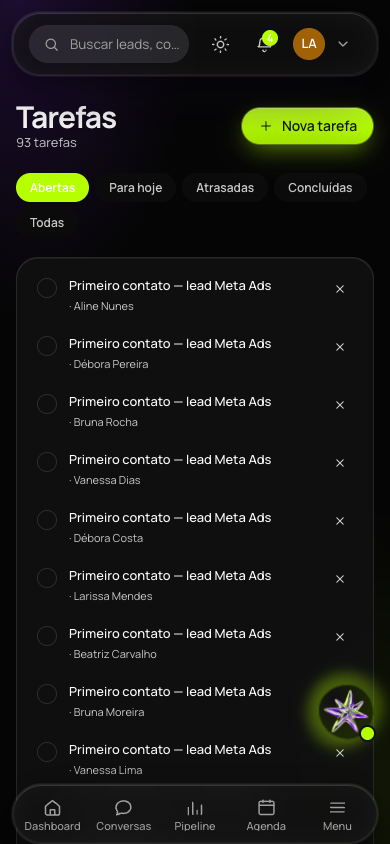 Buscar leads, co...
4
LA
Tarefas
93 tarefas
Nova tarefa
Abertas
Para hoje
Atrasadas
Concluídas
Todas
Primeiro contato — lead Meta Ads
· Aline Nunes
Primeiro contato — lead Meta Ads
· Débora Pereira
Primeiro contato — lead Meta Ads
· Bruna Rocha
Primeiro contato — lead Meta Ads
· Vanessa Dias
Primeiro contato — lead Meta Ads
· Débora Costa
Primeiro contato — lead Meta Ads
· Larissa Mendes
Primeiro contato — lead Meta Ads
· Beatriz Carvalho
Primeiro contato — lead Meta Ads
· Bruna Moreira
Primeiro contato — lead Meta Ads
· Vanessa Lima
Dashboard
Conversas
Pipeline
Agenda
Menu